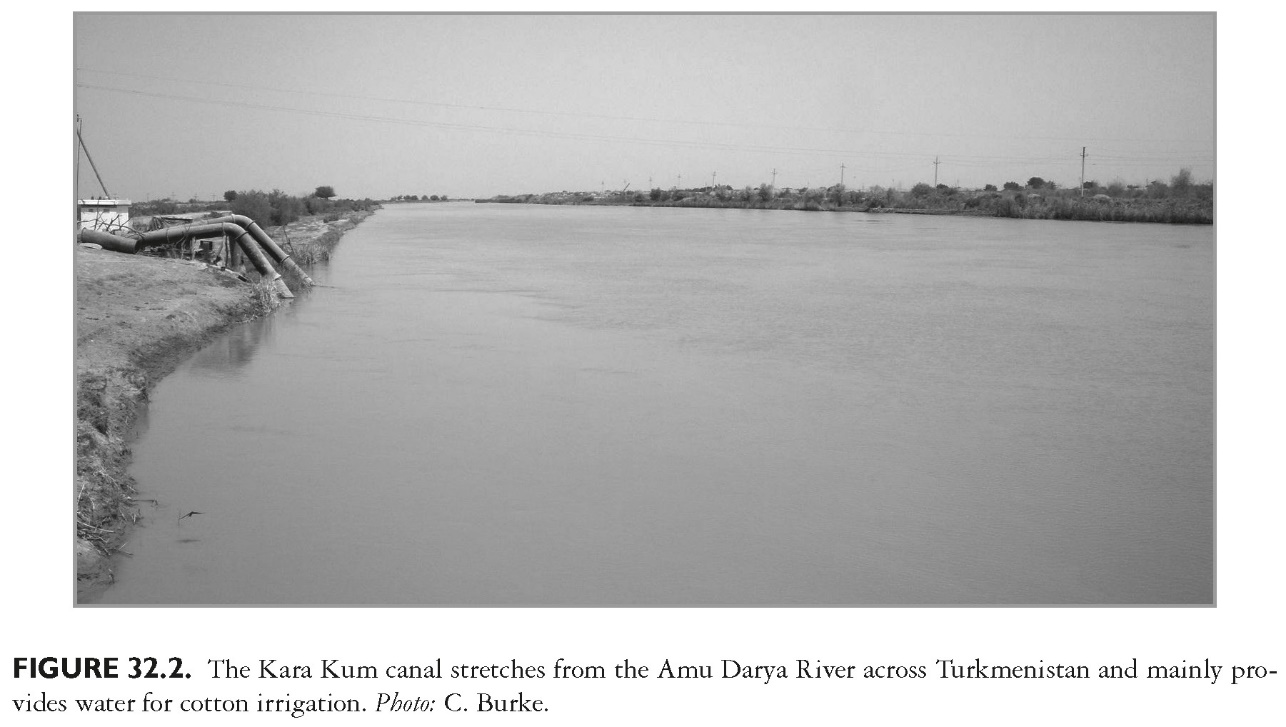 FIGURE 32.2. The Kara Kum canal stretches from the Amu Darya River across Turkmenistan and mainly pro-
vides water for cotton irrigation. Photo: C. Burke.